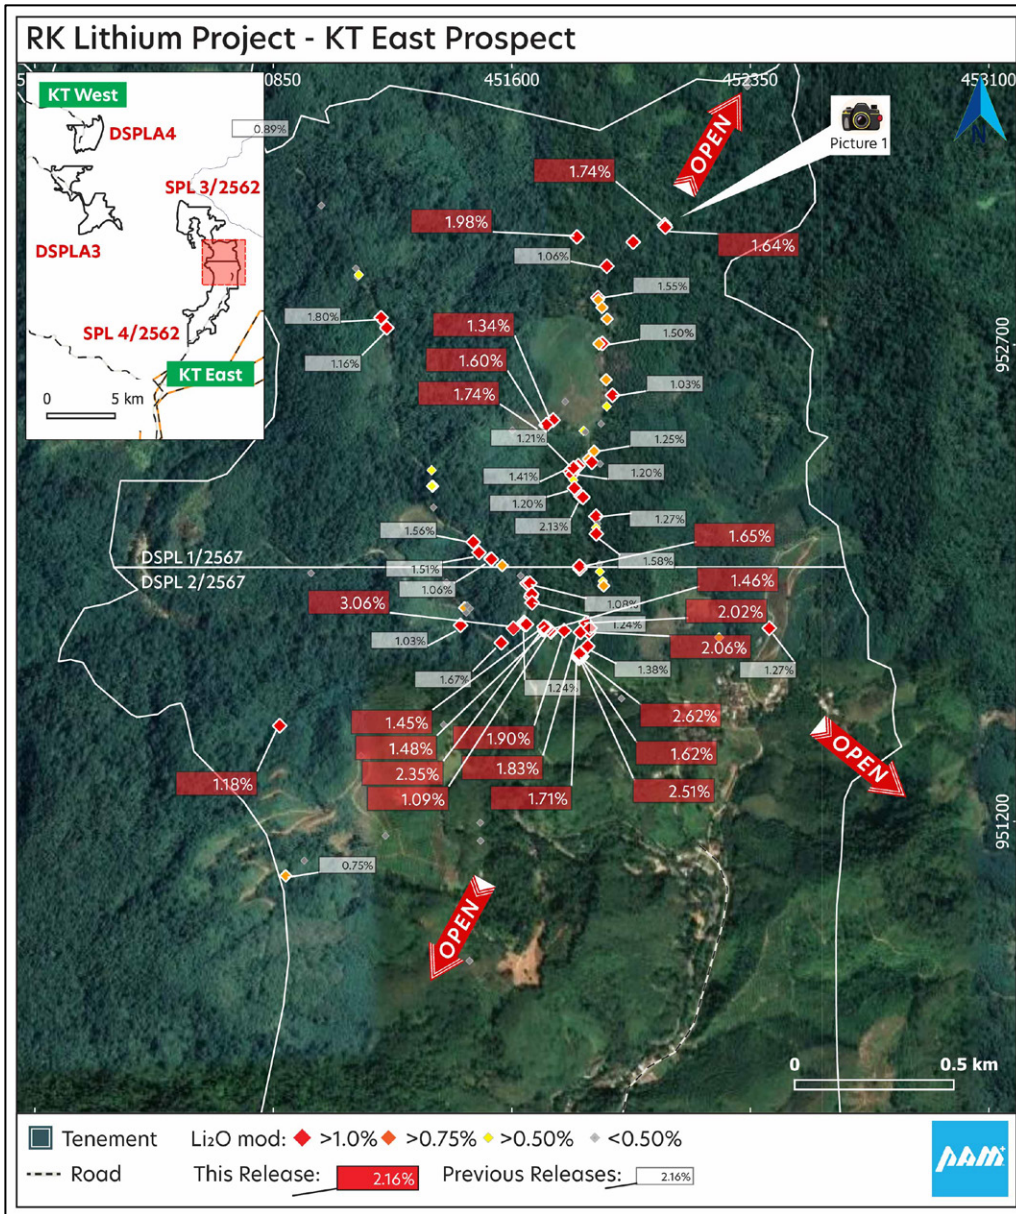 RK Lithium Project - KT East Prospect
451600
452350
453100
KT West
DSPLA4
0.89%
SPL 3/2562
DSPLA3
SPL 4/2562
KT East
0 5 km
OPEN
N
Picture 1
1.74%
1.98%
1.64%
1.06%
1.55%
1.80%
1.34%
1.50%
952700
1.16%
1.60%
1.74%
1.03%
1.21%
1.25%
1.41%
1.20%
1.20%
2.13%
1.27%
1.56%
1.65%
DSPL 1/2567
1.51%
1.58%
DSPL 2/2567
1.06%
1.46%
3.06%
1.08%
2.02%
1.03%
1.24%
2.06%
1.67%
1.24%
1.38%
1.27%
1.45%
2.62%
1.48%
1.90%
OPEN
1.62%
1.18%
2.35%
1.83%
2.51%
1.09%
1.71%
951200
0.75%
OPEN
0 0.5 km
Tenement Li₂O mod: >1.0% >0.75% >0.50% <0.50%
Road This Release: 2.16% Previous Releases: 2.16%
PAM